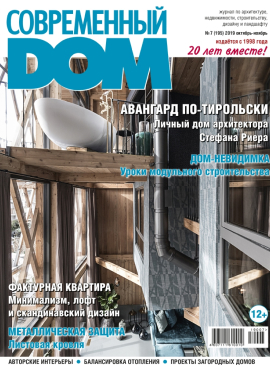 СОВРЕМЕННЫЙ
DOM
журнал по архитектуре,
недвижимости, строительству,
дизайну и ландшафту
№ 7 (195) 2019 октябрь-ноябрь
издаётся с 1998 года
20 лет вместе!
АВАНГАРД ПО-ТИРОЛЬСКИ
Личный дом архитектора
Стефана Риера
ДОМ-НЕВИДИМКА
Уроки модульного строительства
ФАКТУРНАЯ КВАРТИРА
Минимализм, лофт
и скандинавский дизайн
МЕТАЛЛИЧЕСКАЯ ЗАЩИТА
Листовая кровля
12+
АВТОРСКИЕ ИНТЕРЬЕРЫ • БАЛАНСИРОВКА ОТОПЛЕНИЯ • ПРОЕКТЫ ЗАГОРОДНЫХ ДОМОВ